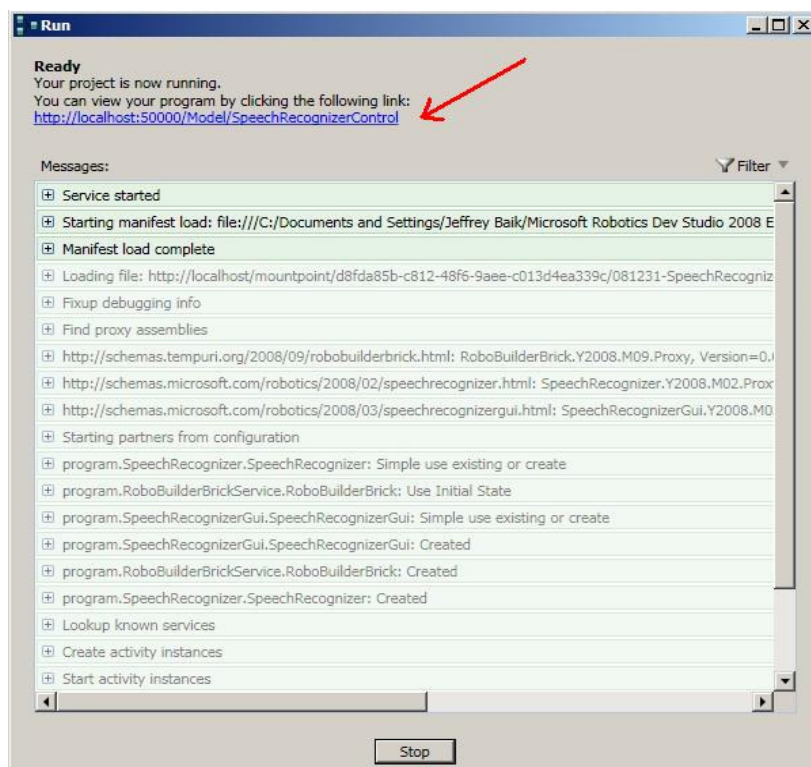 Run
Ready
Your project is now running.
You can view your program by clicking the following link:
http://localhost:50000/Model/SpeechRecognizerControl
Messages:
Filter
Service started
Starting manifest load: file:///C:/Documents and Settings/Jeffrey Baik/Microsoft Robotics Dev Studio 2008 E
Manifest load complete
Loading file: http://localhost/mountpoint/d8fda85b-c812-48f6-9aee-c013d4ea339c/081231-SpeechRecogniz
Fixup debugging info
Find proxy assemblies
http://schemas.tempuri.org/2008/09/robobuilderbrick.html: RoboBuilderBrick.Y2008.M09.Proxy, Version=0.
http://schemas.microsoft.com/robotics/2008/02/speechrecognizer.html: SpeechRecognizer.Y2008.M02.Prox
http://schemas.microsoft.com/robotics/2008/03/speechrecognizergui.html: SpeechRecognizerGui.Y2008.M0
Starting partners from configuration
program.SpeechRecognizer.SpeechRecognizer: Simple use existing or create
program.RoboBuilderBrickService.RoboBuilderBrick: Use Initial State
program.SpeechRecognizerGui.SpeechRecognizerGui: Simple use existing or create
program.SpeechRecognizerGui.SpeechRecognizerGui: Created
program.RoboBuilderBrickService.RoboBuilderBrick: Created
program.SpeechRecognizer.SpeechRecognizer: Created
Lookup known services
Create activity instances
Start activity instances
Stop